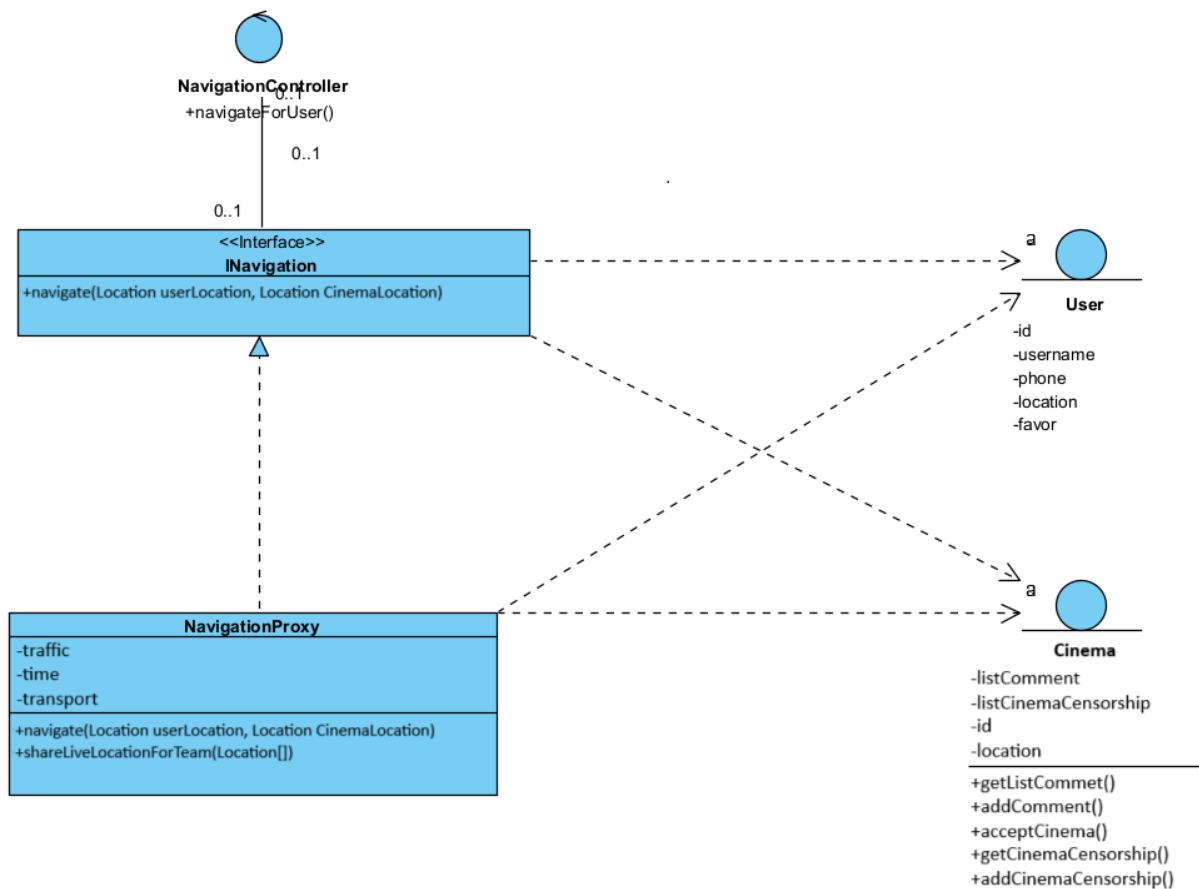 NavigationController
0..1
+navigateForUser()
0..1
0..1
<<Interface>>
INavigation
+navigate(Location userLocation, Location CinemaLocation)
a
User
-id
-username
-phone
-location
-favor
NavigationProxy
-traffic
-time
-transport
+navigate(Location userLocation, Location CinemaLocation)
+shareLiveLocationForTeam(Location[])
a
Cinema
-listComment
-listCinemaCensorship
-id
-location
+getListCommet()
+addComment()
+acceptCinema()
+getCinemaCensorship()
+addCinemaCensorship()